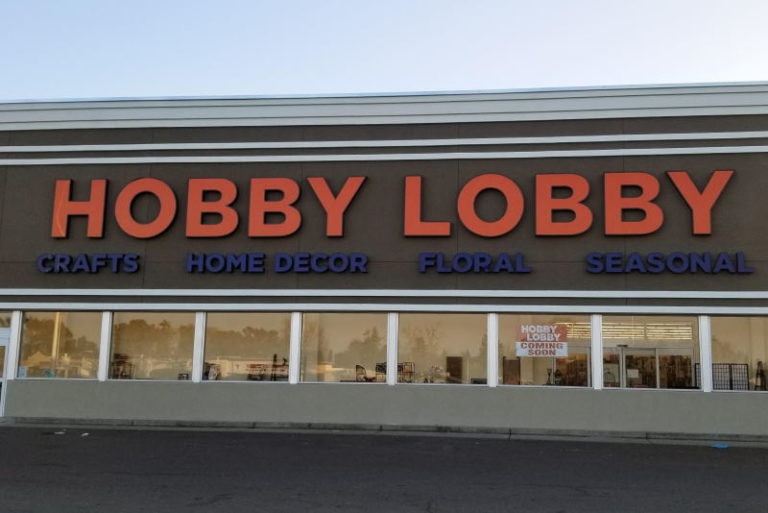 HOBBY LOBBY
CRAFTS HOME DECOR FLORAL SEASONAL
HOBBY
LOBBY
COMING
SOON